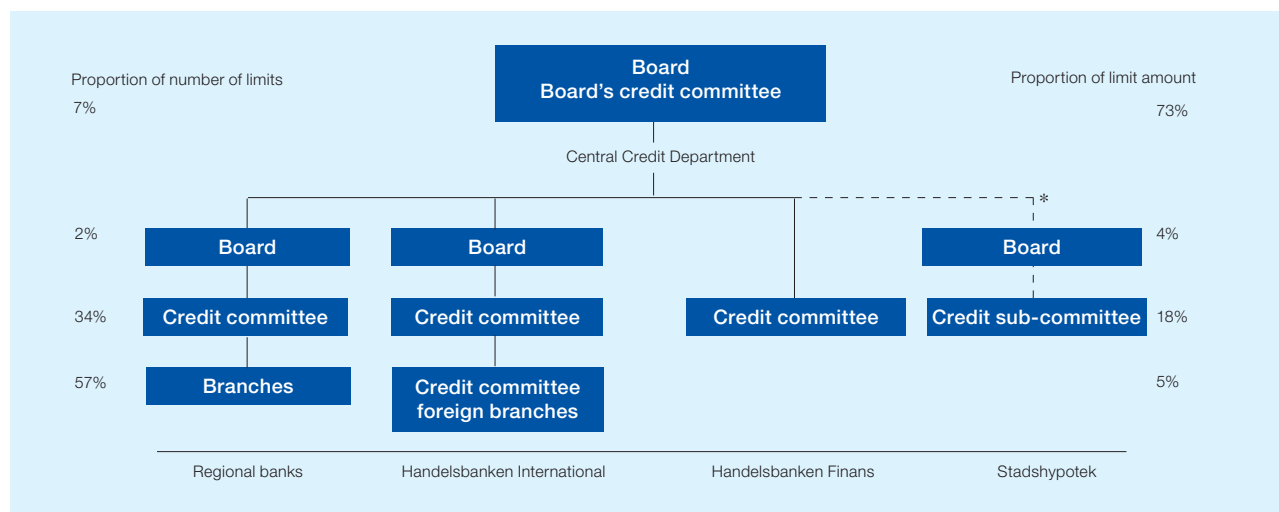 Board
Board's credit committee
Proportion of number of limits
7%
Proportion of limit amount
73%
Central Credit Department
*
2%
Board
Board
Board
4%
34%
Credit committee
Credit committee
Credit committee
Credit sub-committee
18%
57%
Branches
Credit committee
foreign branches
5%
Regional banks
Handelsbanken International
Handelsbanken Finans
Stadshypotek